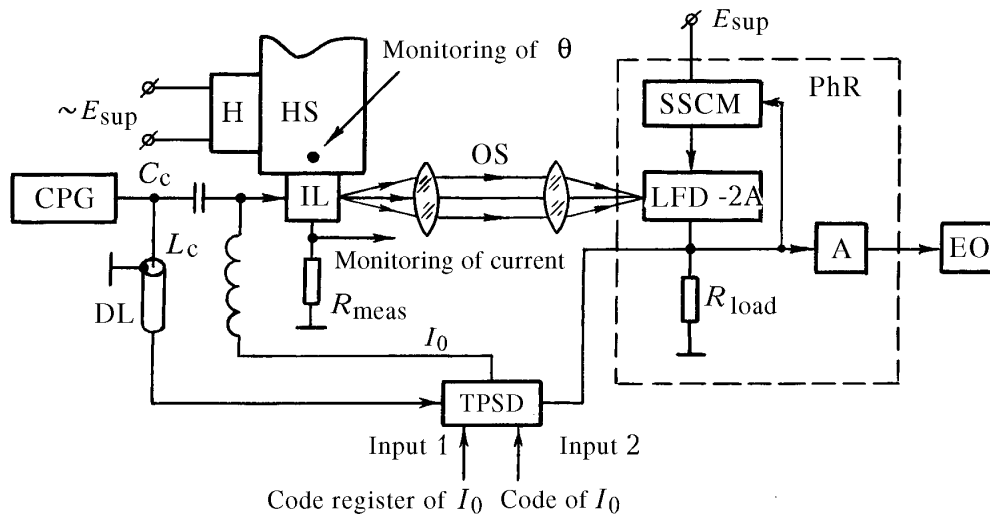 E_sup
Monitoring of θ
PhR
SSCM
H
HS
~E_sup
OS
CPG
C_c
IL
LFD -2A
L_c
Monitoring of current
A
EO
DL
R_meas
R_load
I_0
TPSD
Input 1
Input 2
Code register of I_0
Code of I_0